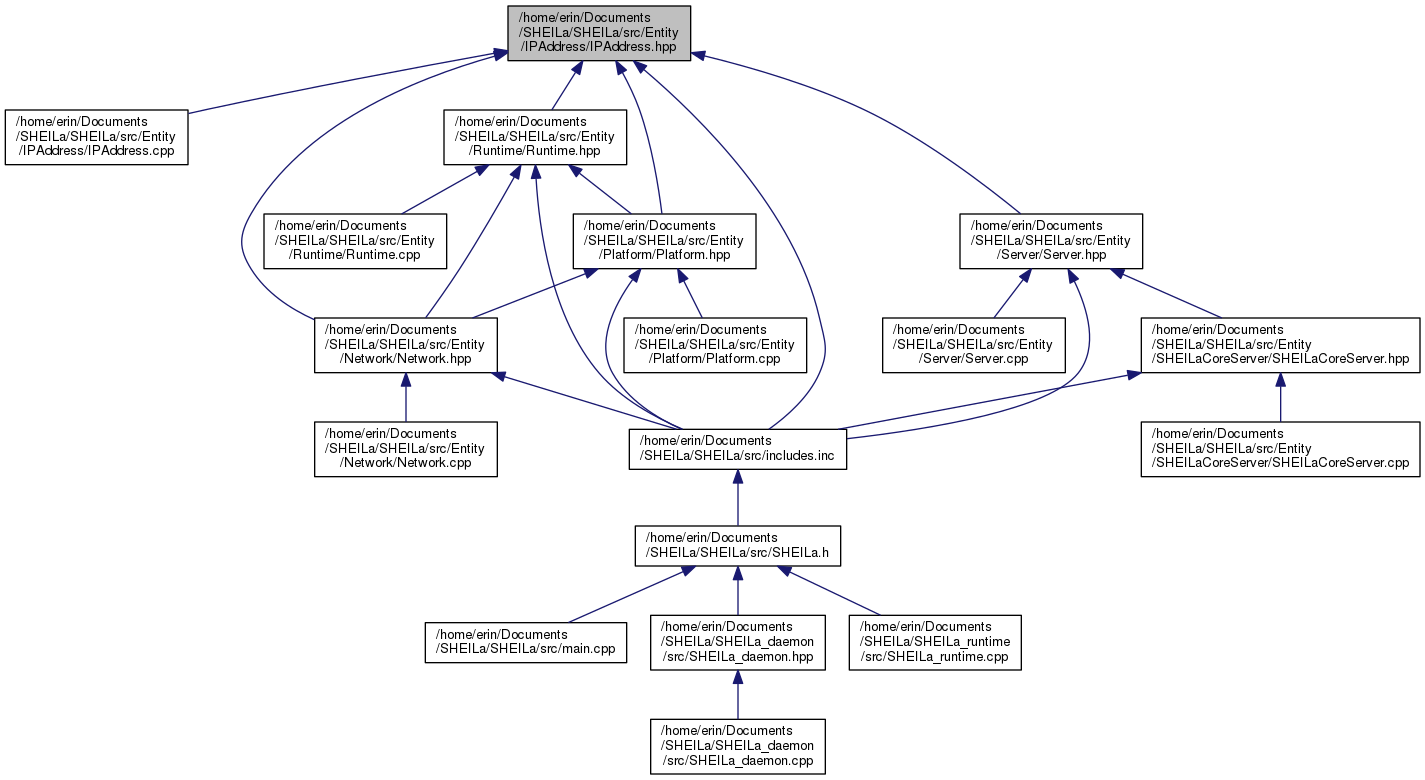 /home/erin/Documents
/SHEILa/SHEILa/src/Entity
/IPAddress/IPAddress.hpp
/home/erin/Documents
/SHEILa/SHEILa/src/Entity
/IPAddress/IPAddress.cpp
/home/erin/Documents
/SHEILa/SHEILa/src/Entity
/Runtime/Runtime.hpp
/home/erin/Documents
/SHEILa/SHEILa/src/Entity
/Runtime/Runtime.cpp
/home/erin/Documents
/SHEILa/SHEILa/src/Entity
/Platform/Platform.hpp
/home/erin/Documents
/SHEILa/SHEILa/src/Entity
/Server/Server.hpp
/home/erin/Documents
/SHEILa/SHEILa/src/Entity
/Network/Network.hpp
/home/erin/Documents
/SHEILa/SHEILa/src/Entity
/Platform/Platform.cpp
/home/erin/Documents
/SHEILa/SHEILa/src/Entity
/Server/Server.cpp
/home/erin/Documents
/SHEILa/SHEILa/src/Entity
/SHEILaCoreServer/SHEILaCoreServer.hpp
/home/erin/Documents
/SHEILa/SHEILa/src/Entity
/Network/Network.cpp
/home/erin/Documents
/SHEILa/SHEILa/src/includes.inc
/home/erin/Documents
/SHEILa/SHEILa/src/Entity
/SHEILaCoreServer/SHEILaCoreServer.cpp
/home/erin/Documents
/SHEILa/SHEILa/src/SHEILa.h
/home/erin/Documents
/SHEILa/SHEILa/src/main.cpp
/home/erin/Documents
/SHEILa/SHEILa_daemon
/src/SHEILa_daemon.hpp
/home/erin/Documents
/SHEILa/SHEILa_runtime
/src/SHEILa_runtime.cpp
/home/erin/Documents
/SHEILa/SHEILa_daemon
/src/SHEILa_daemon.cpp